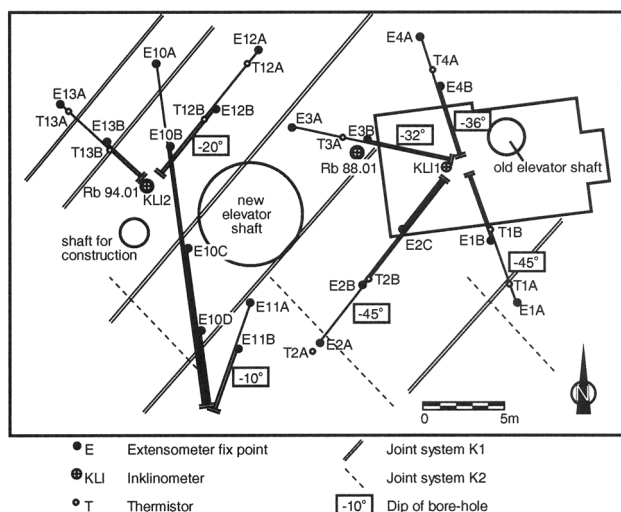 E4A
E10A
E12A
T4A
T12A
E4B
E13A
T13A
E13B
T12B
E12B
E3A
E3B
-32°
-36°
T13B
E10B
-20°
T3A
KLI1
old elevator shaft
Rb 94.01
KLI2
Rb 88.01
new
elevator
shaft
shaft for
construction
E2C
T1B
E1B
E10C
-45°
E2B
T2B
T1A
E11A
E1A
-45°
E10D
E11B
T2A
E2A
-10°
N
0
5m
E Extensometer fix point
Joint system K1
KLI Inklinometer
Joint system K2
T Thermistor
-10° Dip of bore-hole